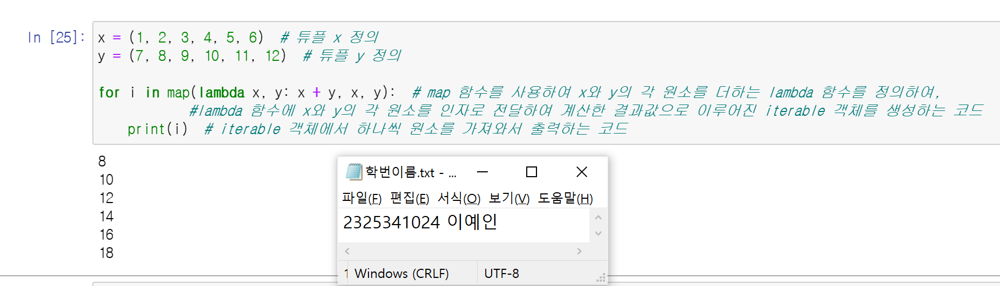 In [25]:
x = (1, 2, 3, 4, 5, 6)  # 튜플 x 정의
y = (7, 8, 9, 10, 11, 12)  # 튜플 y 정의
for i in map(lambda x, y: x + y, x, y):  # map 함수를 사용하여 x와 y의 각 원소를 더하는 lambda 함수를 정의하여,
#lambda 함수에 x와 y의 각 원소를 인자로 전달하여 계산한 결과값으로 이루어진 iterable 객체를 생성하는 코드
print(i)  # iterable 객체에서 하나씩 원소를 가져와서 출력하는 코드
8
10
12
14
16
18
학번이름.txt - ...
파일(F) 편집(E) 서식(O) 보기(V) 도움말(H)
2325341024 이예인
1 Windows (CRLF) UTF-8